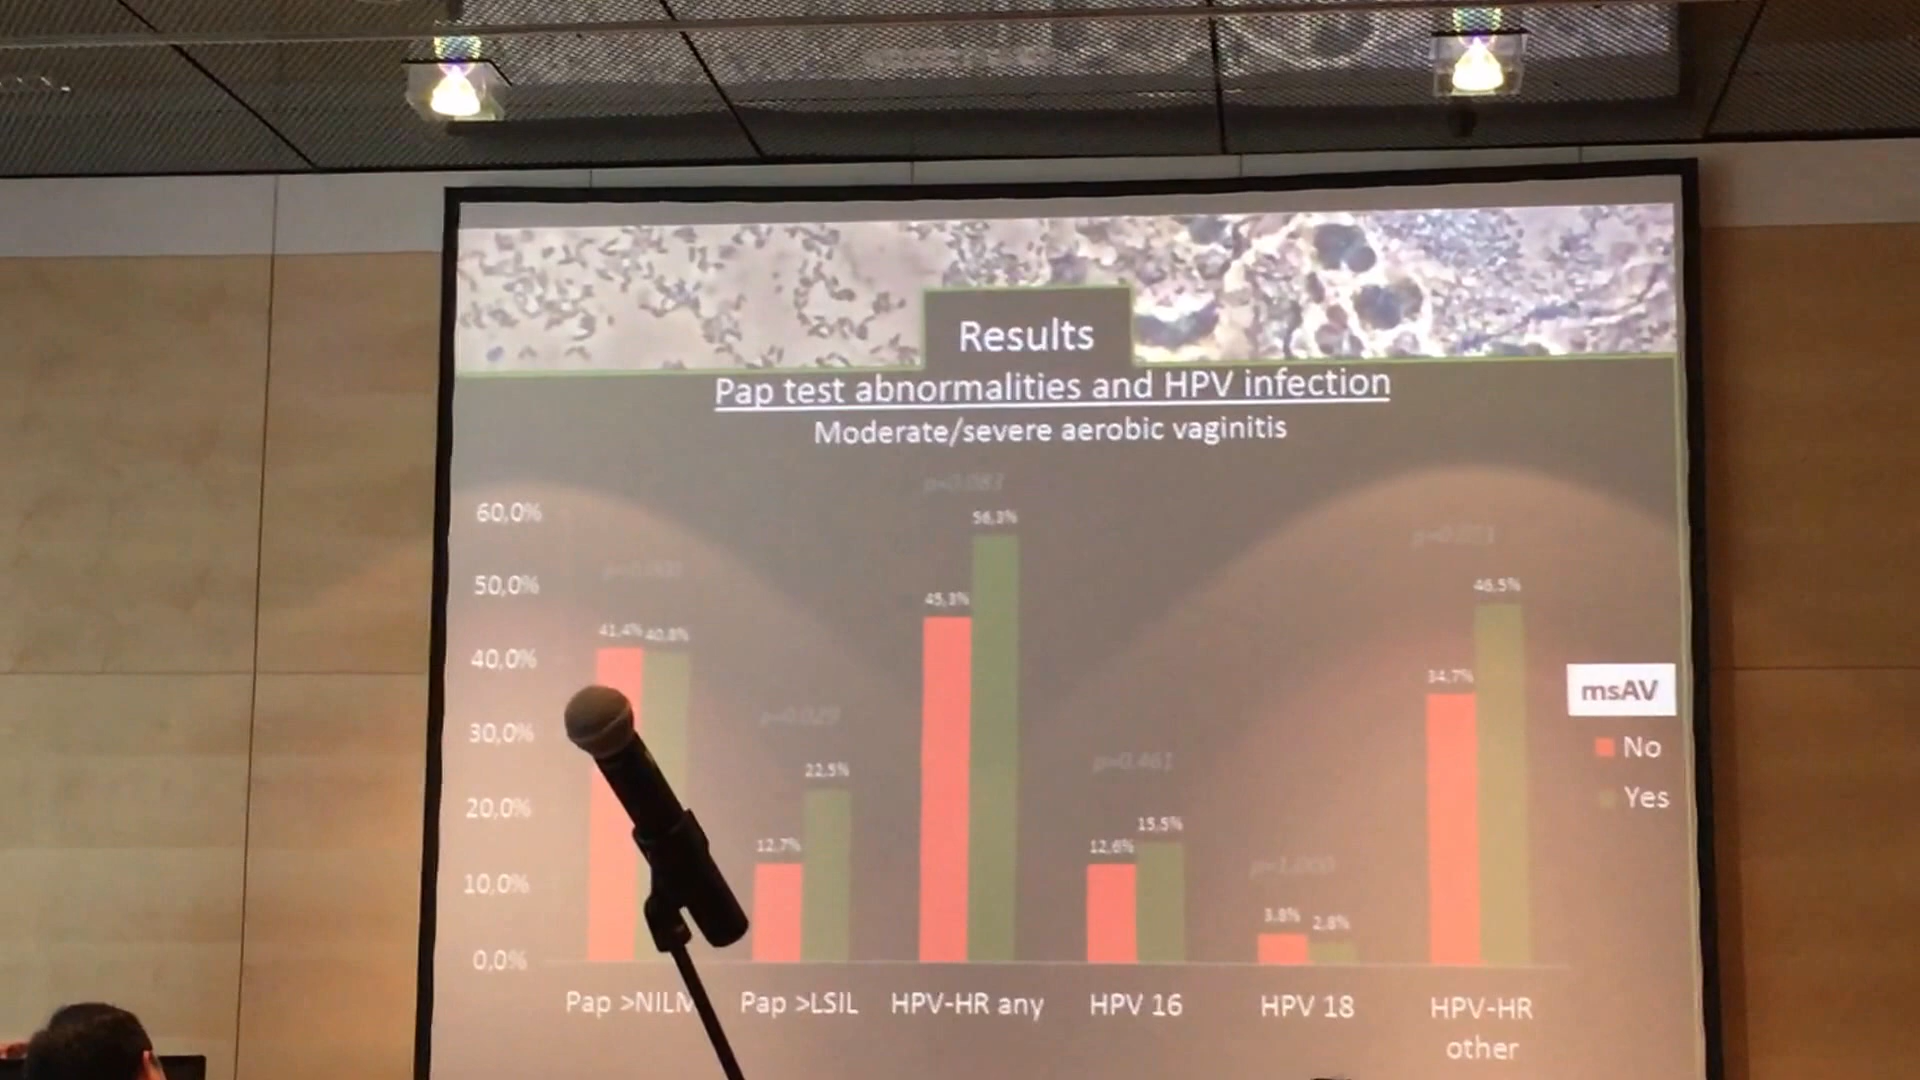 Results
Pap test abnormalities and HPV infection
Moderate/severe aerobic vaginitis
p=0.083
60,0%
56,3%
50,0%
46,5%
45,3%
41,4% 40,8%
40,0%
34,7%
msAV
30,0%
p=0.029
No
22,5%
p=0.461
Yes
20,0%
15,5%
12,7%
12,6%
p=1.000
10,0%
3,8% 2,8%
0,0%
Pap >NILM
Pap >LSIL
HPV-HR any
HPV 16
HPV 18
HPV-HR
other